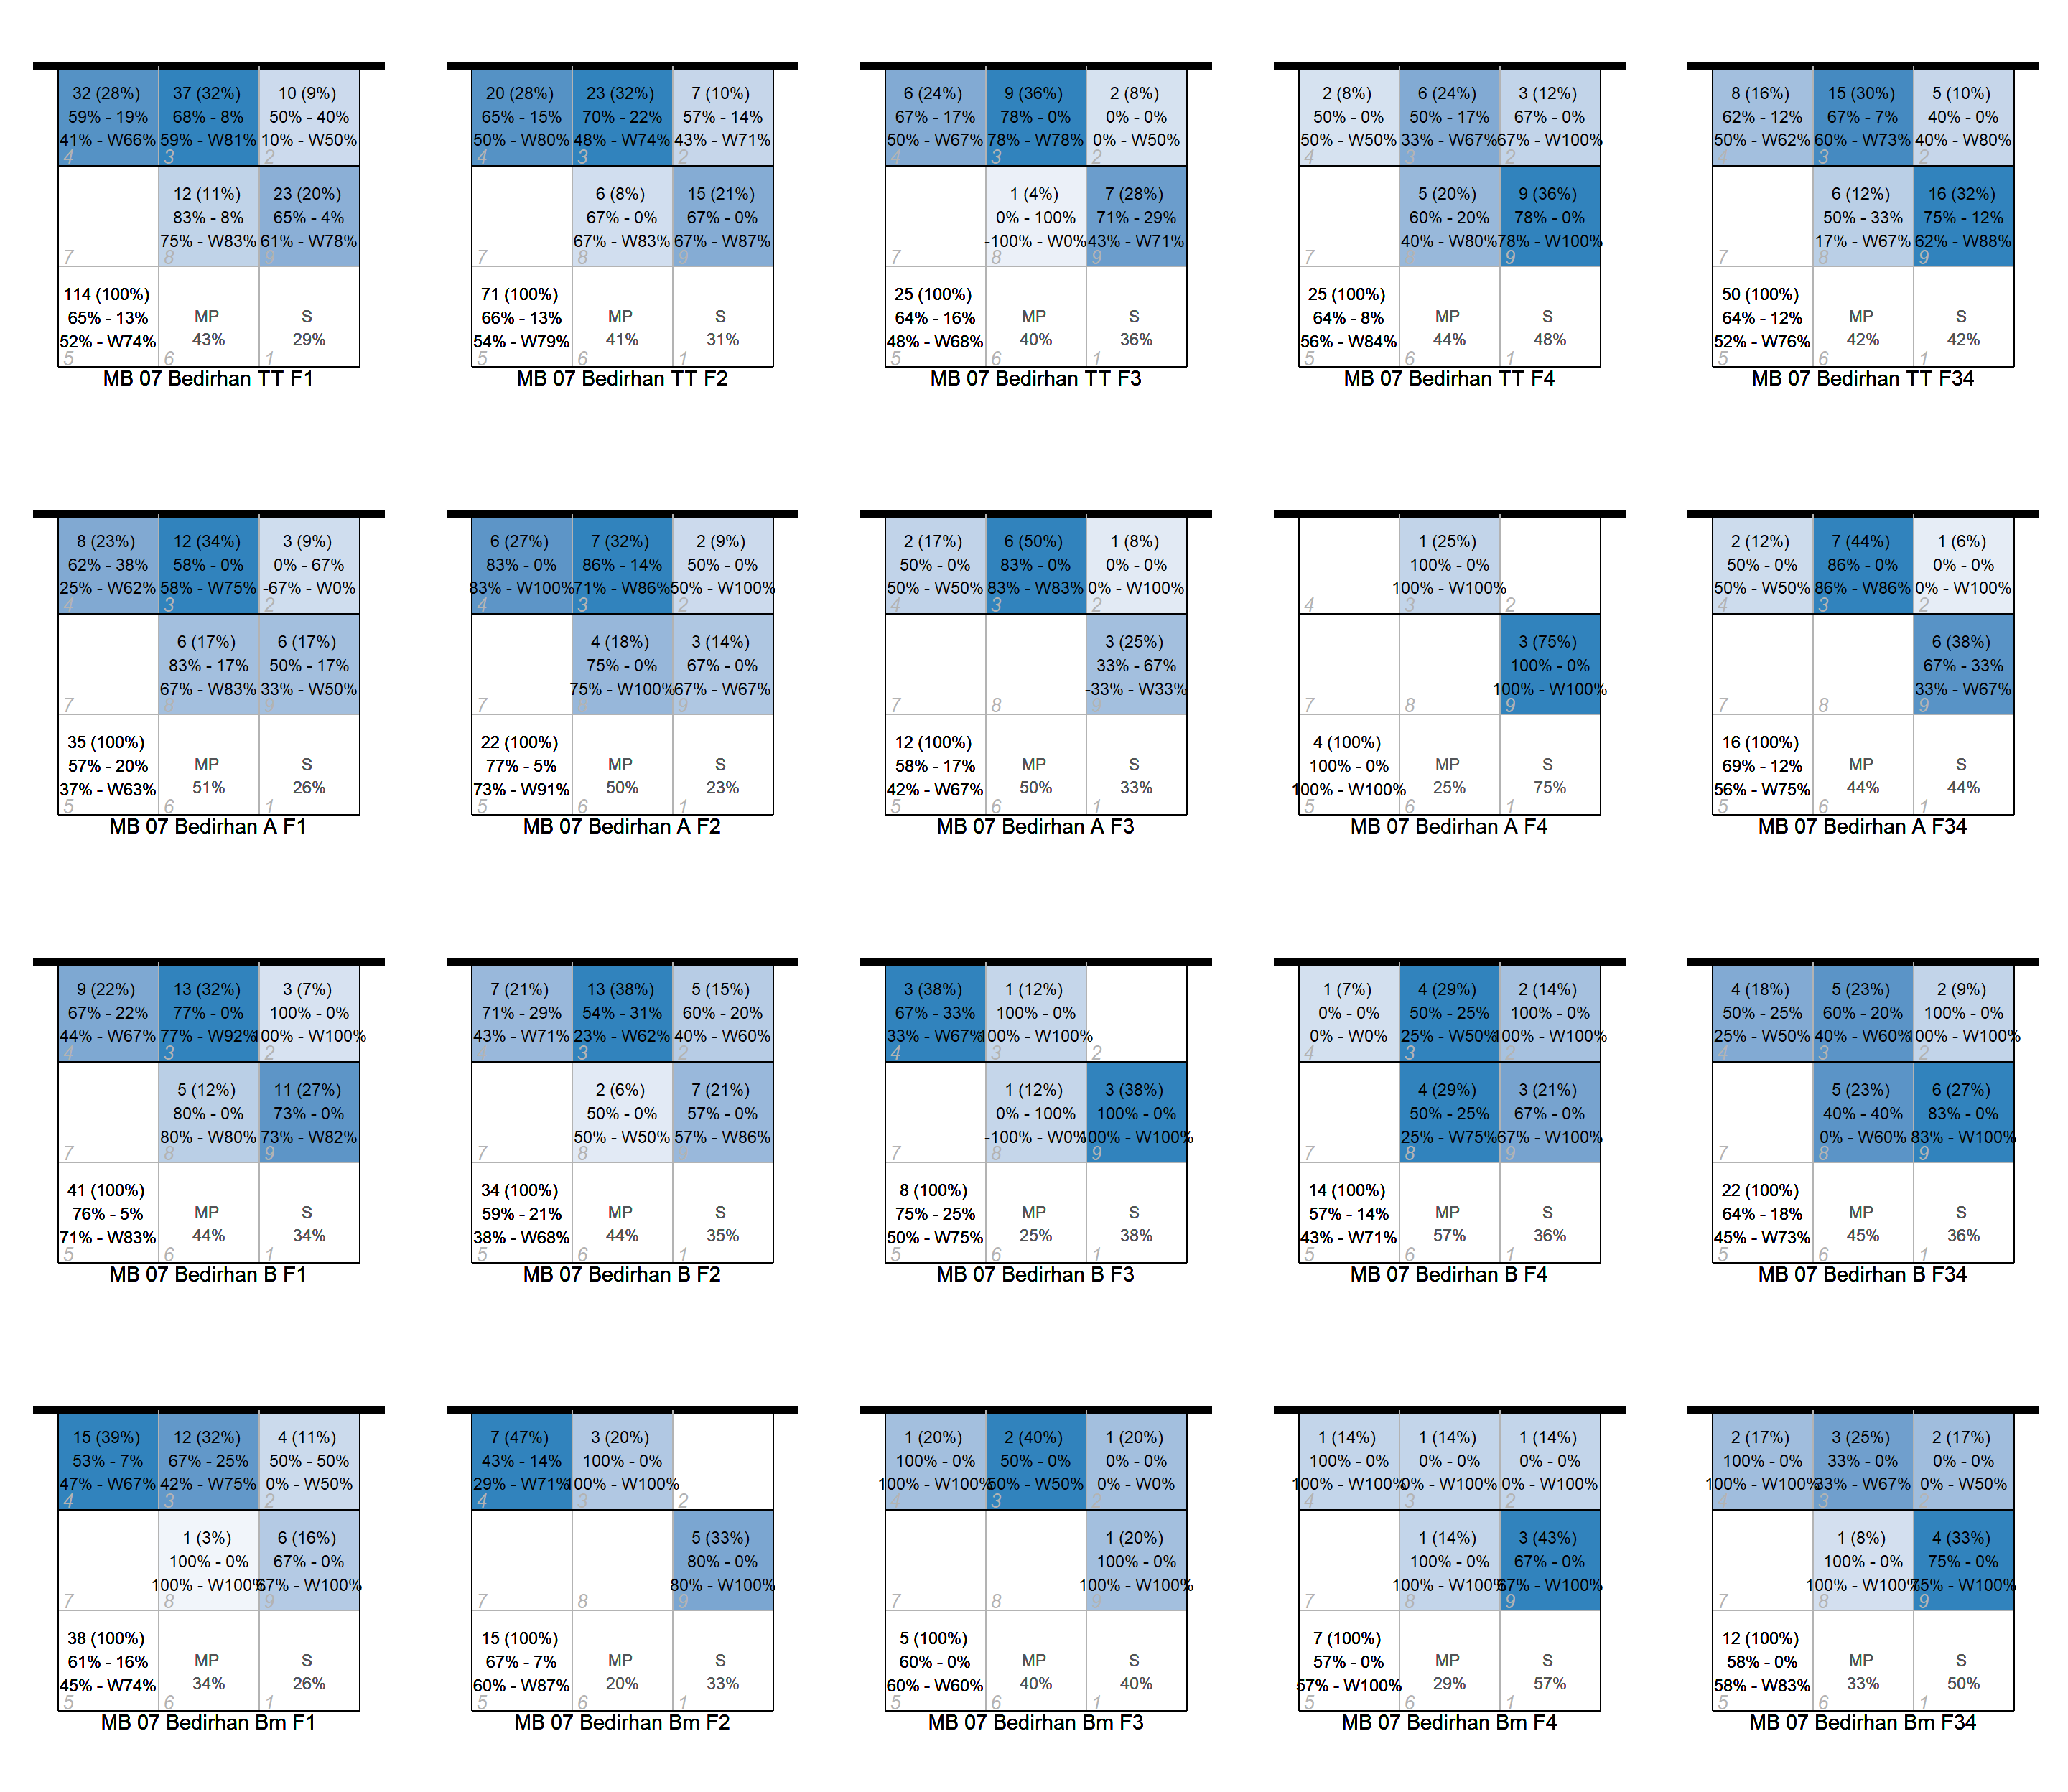 32 (28%) 37 (32%) 10 (9%)
59% - 19% 68% - 8% 50% - 40%
41% - W66% 59% - W81% 10% - W50%
4 3 2
12 (11%) 23 (20%)
83% - 8% 65% - 4%
75% - W83% 61% - W78%
7 8 9
114 (100%)
65% - 13% MP S
52% - W74% 43% 29%
5 6 1
MB 07 Bedirhan TT F1
20 (28%) 23 (32%) 7 (10%)
65% - 15% 70% - 22% 57% - 14%
50% - W80% 48% - W74% 43% - W71%
4 3 2
6 (8%) 15 (21%)
67% - 0% 67% - 0%
67% - W83% 67% - W87%
7 8 9
71 (100%)
66% - 13% MP S
54% - W79% 41% 31%
5 6 1
MB 07 Bedirhan TT F2
6 (24%) 9 (36%) 2 (8%)
67% - 17% 78% - 0% 0% - 0%
50% - W67% 78% - W78% 0% - W50%
4 3 2
1 (4%) 7 (28%)
0% - 100% 71% - 29%
-100% - W0% 43% - W71%
7 8 9
25 (100%)
64% - 16% MP S
48% - W68% 40% 36%
5 6 1
MB 07 Bedirhan TT F3
2 (8%) 6 (24%) 3 (12%)
50% - 0% 50% - 17% 67% - 0%
50% - W50% 33% - W67% 67% - W100%
4 3 2
5 (20%) 9 (36%)
60% - 20% 78% - 0%
40% - W80% 78% - W100%
7 8 9
25 (100%)
64% - 8% MP S
56% - W84% 44% 48%
5 6 1
MB 07 Bedirhan TT F4
8 (16%) 15 (30%) 5 (10%)
62% - 12% 67% - 7% 40% - 0%
50% - W62% 60% - W73% 40% - W80%
4 3 2
6 (12%) 16 (32%)
50% - 33% 75% - 12%
17% - W67% 62% - W88%
7 8 9
50 (100%)
64% - 12% MP S
52% - W76% 42% 42%
5 6 1
MB 07 Bedirhan TT F34
8 (23%) 12 (34%) 3 (9%)
62% - 38% 58% - 0% 0% - 67%
25% - W62% 58% - W75% -67% - W0%
4 3 2
6 (17%) 6 (17%)
83% - 17% 50% - 17%
67% - W83% 33% - W50%
7 8 9
35 (100%)
57% - 20% MP S
37% - W63% 51% 26%
5 6 1
MB 07 Bedirhan A F1
6 (27%) 7 (32%) 2 (9%)
83% - 0% 86% - 14% 50% - 0%
83% - W100% 71% - W86% 50% - W100%
4 3 2
4 (18%) 3 (14%)
75% - 0% 67% - 0%
75% - W100% 67% - W67%
7 8 9
22 (100%)
77% - 5% MP S
73% - W91% 50% 23%
5 6 1
MB 07 Bedirhan A F2
2 (17%) 6 (50%) 1 (8%)
50% - 0% 83% - 0% 0% - 0%
50% - W50% 83% - W83% 0% - W100%
4 3 2
3 (25%)
33% - 67%
-33% - W33%
7 8 9
12 (100%)
58% - 17% MP S
42% - W67% 50% 33%
5 6 1
MB 07 Bedirhan A F3
1 (25%)
100% - 0%
100% - W100%
4 3 2
3 (75%)
100% - 0%
100% - W100%
7 8 9
4 (100%)
100% - 0% MP S
100% - W100% 25% 75%
5 6 1
MB 07 Bedirhan A F4
2 (12%) 7 (44%) 1 (6%)
50% - 0% 86% - 0% 0% - 0%
50% - W50% 86% - W86% 0% - W100%
4 3 2
6 (38%)
67% - 33%
33% - W67%
7 8 9
16 (100%)
69% - 12% MP S
56% - W75% 44% 44%
5 6 1
MB 07 Bedirhan A F34
9 (22%) 13 (32%) 3 (7%)
67% - 22% 77% - 0% 100% - 0%
44% - W67% 77% - W92% 100% - W100%
4 3 2
5 (12%) 11 (27%)
80% - 0% 73% - 0%
80% - W80% 73% - W82%
7 8 9
41 (100%)
76% - 5% MP S
71% - W83% 44% 34%
5 6 1
MB 07 Bedirhan B F1
7 (21%) 13 (38%) 5 (15%)
71% - 29% 54% - 31% 60% - 20%
43% - W71% 23% - W62% 40% - W60%
4 3 2
2 (6%) 7 (21%)
50% - 0% 57% - 0%
50% - W50% 57% - W86%
7 8 9
34 (100%)
59% - 21% MP S
38% - W68% 44% 35%
5 6 1
MB 07 Bedirhan B F2
3 (38%) 1 (12%)
67% - 33% 100% - 0%
33% - W67% 100% - W100%
4 3 2
1 (12%) 3 (38%)
0% - 100% 100% - 0%
-100% - W0% 100% - W100%
7 8 9
8 (100%)
75% - 25% MP S
50% - W75% 25% 38%
5 6 1
MB 07 Bedirhan B F3
1 (7%) 4 (29%) 2 (14%)
0% - 0% 50% - 25% 100% - 0%
0% - W0% 25% - W50% 100% - W100%
4 3 2
4 (29%) 3 (21%)
50% - 25% 67% - 0%
25% - W75% 67% - W100%
7 8 9
14 (100%)
57% - 14% MP S
43% - W71% 57% 36%
5 6 1
MB 07 Bedirhan B F4
4 (18%) 5 (23%) 2 (9%)
50% - 25% 60% - 20% 100% - 0%
25% - W50% 40% - W60% 100% - W100%
4 3 2
5 (23%) 6 (27%)
40% - 40% 83% - 0%
0% - W60% 83% - W100%
7 8 9
22 (100%)
64% - 18% MP S
45% - W73% 45% 36%
5 6 1
MB 07 Bedirhan B F34
15 (39%) 12 (32%) 4 (11%)
53% - 7% 67% - 25% 50% - 50%
47% - W67% 42% - W75% 0% - W50%
4 3 2
1 (3%) 6 (16%)
100% - 0% 67% - 0%
100% - W100% 67% - W100%
7 8 9
38 (100%)
61% - 16% MP S
45% - W74% 34% 26%
5 6 1
MB 07 Bedirhan Bm F1
7 (47%) 3 (20%)
43% - 14% 100% - 0%
29% - W71% 100% - W100%
4 3 2
5 (33%)
80% - 0%
80% - W100%
7 8 9
15 (100%)
67% - 7% MP S
60% - W87% 20% 33%
5 6 1
MB 07 Bedirhan Bm F2
1 (20%) 2 (40%) 1 (20%)
100% - 0% 50% - 0% 0% - 0%
100% - W100% 50% - W50% 0% - W0%
4 3 2
1 (20%)
100% - 0%
100% - W100%
7 8 9
5 (100%)
60% - 0% MP S
60% - W60% 40% 40%
5 6 1
MB 07 Bedirhan Bm F3
1 (14%) 1 (14%) 1 (14%)
100% - 0% 0% - 0% 0% - 0%
100% - W100% 0% - W100% 0% - W100%
4 3 2
1 (14%) 3 (43%)
100% - 0% 67% - 0%
100% - W100% 67% - W100%
7 8 9
7 (100%)
57% - 0% MP S
57% - W100% 29% 57%
5 6 1
MB 07 Bedirhan Bm F4
2 (17%) 3 (25%) 2 (17%)
100% - 0% 33% - 0% 0% - 0%
100% - W100% 33% - W67% 0% - W50%
4 3 2
1 (8%) 4 (33%)
100% - 0% 75% - 0%
100% - W100% 75% - W100%
7 8 9
12 (100%)
58% - 0% MP S
58% - W83% 33% 50%
5 6 1
MB 07 Bedirhan Bm F34